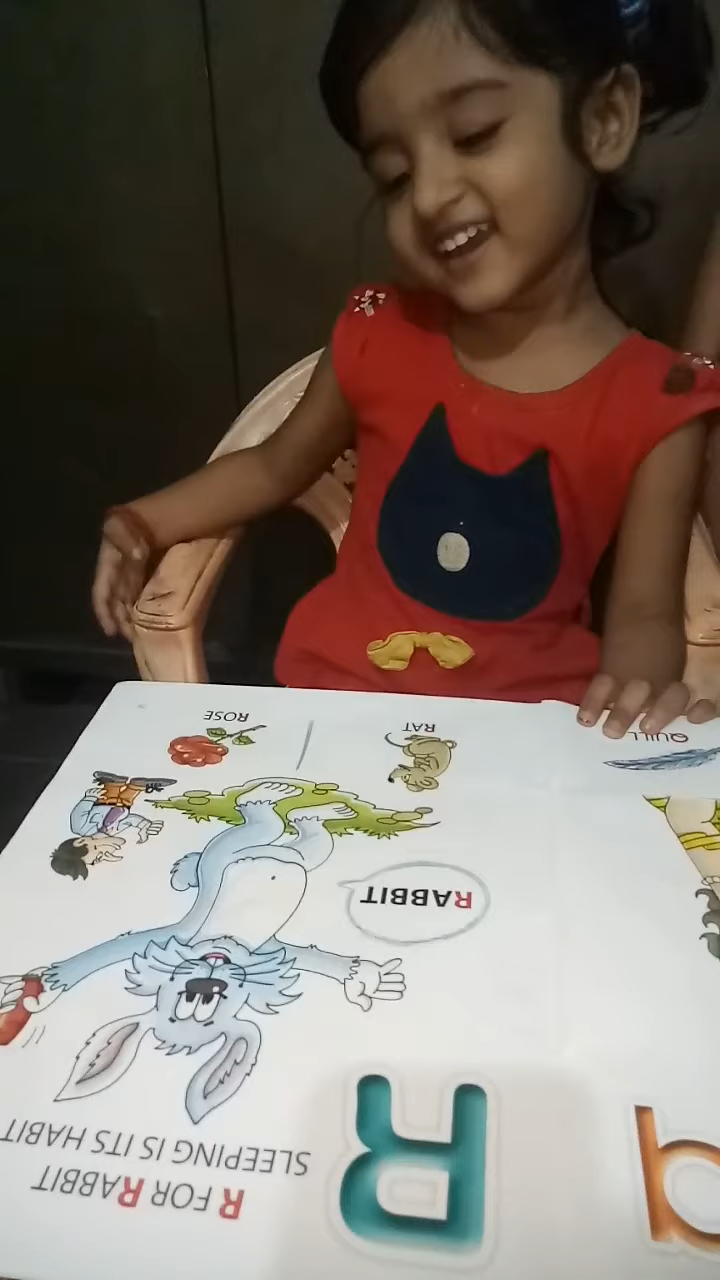 q
QUILL
R
R FOR RABBIT
SLEEPING IS ITS HABIT
RABBIT
RAT
ROSE